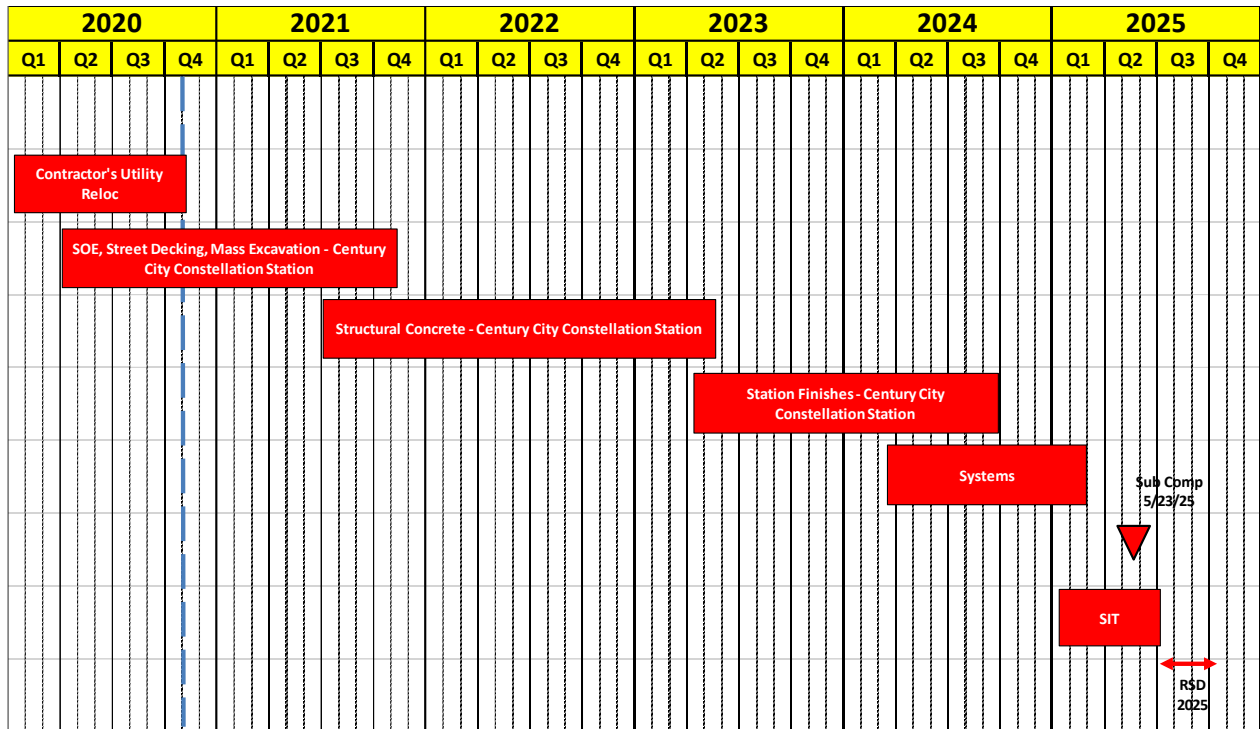 2020 2021 2022 2023 2024 2025
Q1 Q2 Q3 Q4 Q1 Q2 Q3 Q4 Q1 Q2 Q3 Q4 Q1 Q2 Q3 Q4 Q1 Q2 Q3 Q4 Q1 Q2 Q3 Q4
Contractor's Utility
Reloc
SOE, Street Decking, Mass Excavation - Century
City Constellation Station
Structural Concrete - Century City Constellation Station
Station Finishes - Century City
Constellation Station
Systems
Sub Comp
5/23/25
SIT
RSD
2025